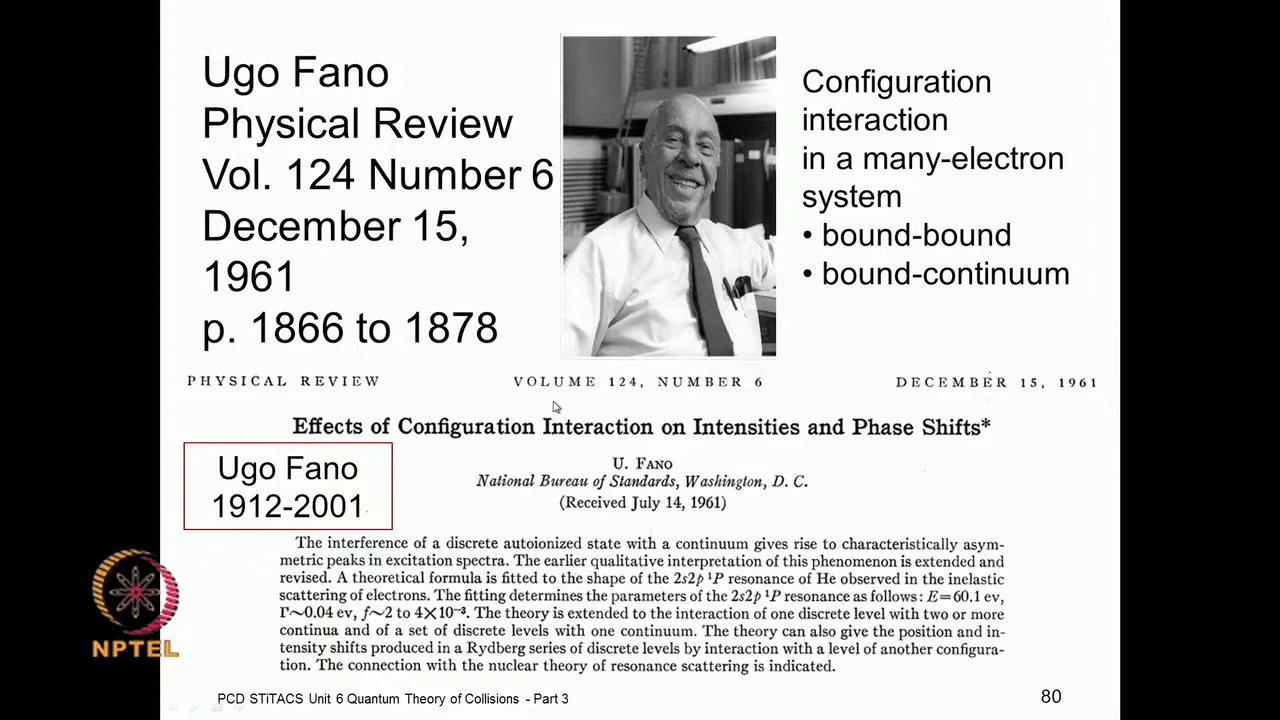 Ugo Fano
Physical Review
Vol. 124 Number 6
December 15,
1961
p. 1866 to 1878
Configuration
interaction
in a many-electron
system
• bound-bound
• bound-continuum
PHYSICAL REVIEW VOLUME 124, NUMBER 6 DECEMBER 15, 1961
Effects of Configuration Interaction on Intensities and Phase Shifts*
Ugo Fano
1912-2001
U. FANO
National Bureau of Standards, Washington, D. C.
(Received July 14, 1961)
The interference of a discrete autoionized state with a continuum gives rise to characteristically asym-
metric peaks in excitation spectra. The earlier qualitative interpretation of this phenomenon is extended and
revised. A theoretical formula is fitted to the shape of the 2s2p ¹P resonance of He observed in the inelastic
scattering of electrons. The fitting determines the parameters of the 2s2p ¹P resonance as follows: E=60.1 ev,
Γ~0.04 ev, f~2 to 4×10⁻³. The theory is extended to the interaction of one discrete level with two or more
continua and of a set of discrete levels with one continuum. The theory can also give the position and in-
tensity shifts produced in a Rydberg series of discrete levels by interaction with a level of another configura-
tion. The connection with the nuclear theory of resonance scattering is indicated.
NPTEL
PCD STiTACS Unit 6 Quantum Theory of Collisions - Part 3
80